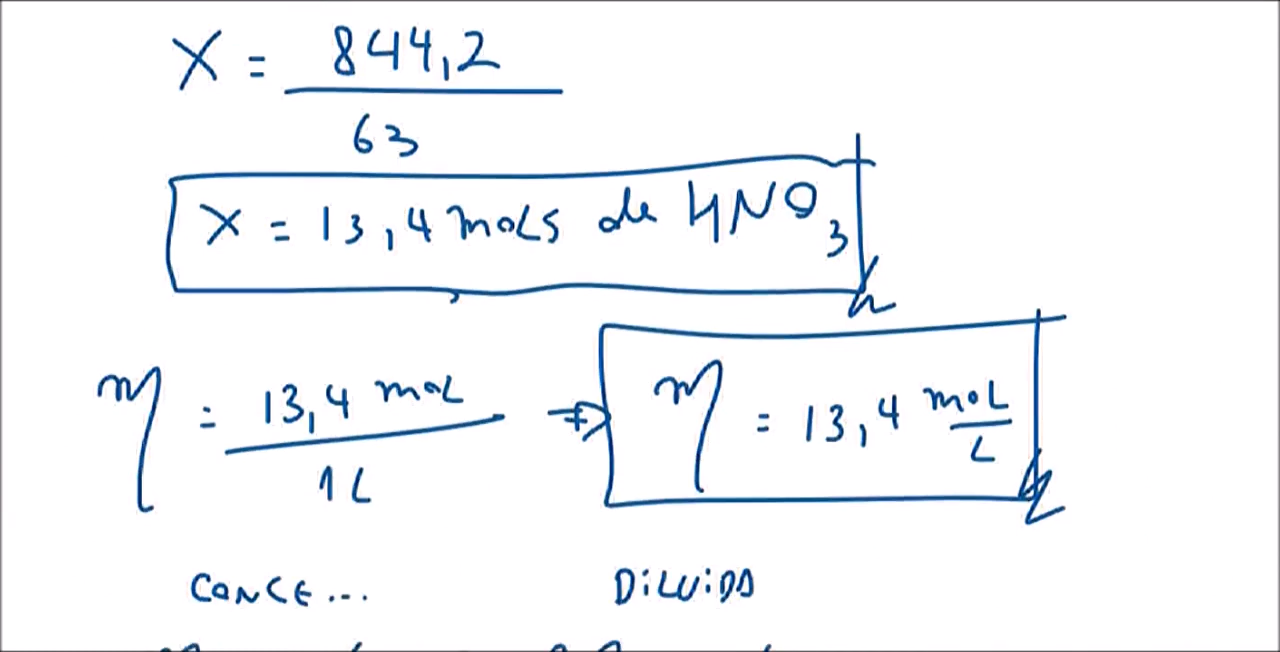 X = 844,2
63
X = 13,4 mols de HNO3
M = 13,4 mol
1L
⇒ M = 13,4 mol
L
CONCE... DILUIDA